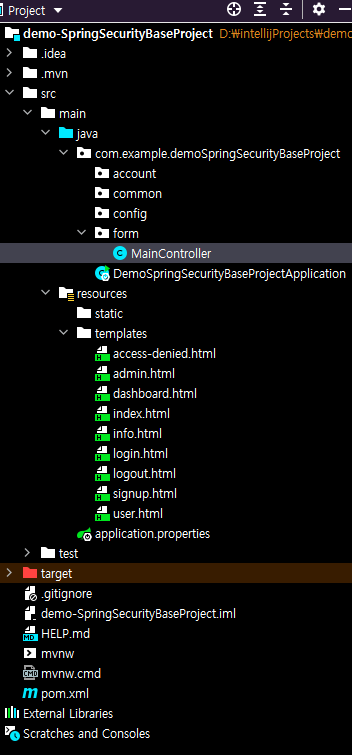 Project
demo-SpringSecurityBaseProject D:₩intellijProjects₩demo
.idea
.mvn
src
main
java
com.example.demoSpringSecurityBaseProject
account
common
config
form
MainController
DemoSpringSecurityBaseProjectApplication
resources
static
templates
access-denied.html
admin.html
dashboard.html
index.html
info.html
login.html
logout.html
signup.html
user.html
application.properties
test
target
.gitignore
demo-SpringSecurityBaseProject.iml
HELP.md
mvnw
mvnw.cmd
pom.xml
External Libraries
Scratches and Consoles